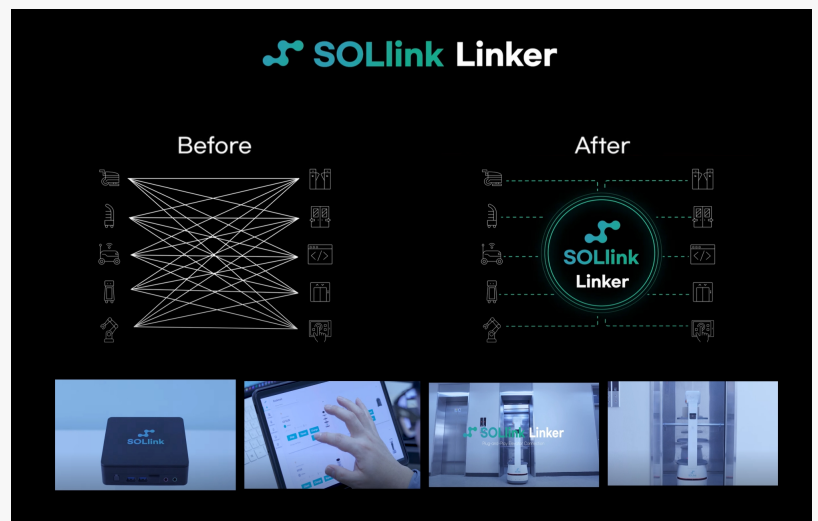 SOLlink Linker
Before
After
</>
SOLlink
Linker
</>
SOLlink
SOLlink Linker